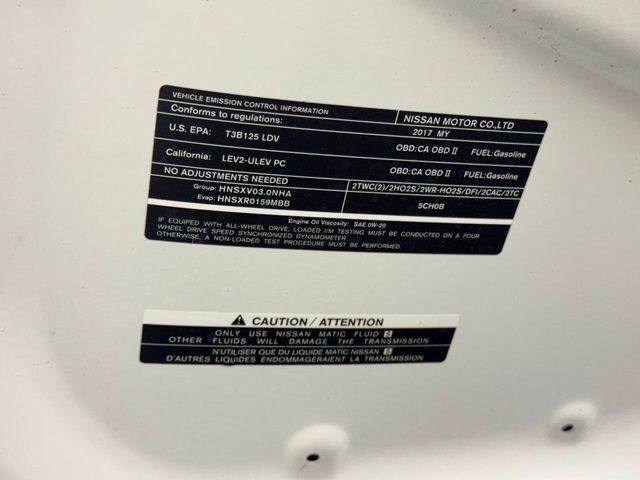 VEHICLE EMISSION CONTROL INFORMATION NISSAN MOTOR CO.,LTD
Conforms to regulations: 2017 MY
U.S. EPA: T3B125 LDV OBD:CA OBD II FUEL:Gasoline
California: LEV2-ULEV PC OBD:CA OBD II FUEL:Gasoline
NO ADJUSTMENTS NEEDED
Group: HNSXV03.0NHA 2TWC(2)/2HO2S/2WR-HO2S/DFI/2CAC/2TC
Evap: HNSXR0159MBB 5CH0B
Engine Oil Viscosity: SAE 0W-20
IF EQUIPPED WITH ALL-WHEEL DRIVE, LOADED I/M TESTING MUST BE CONDUCTED ON A FOUR
WHEEL DRIVE SPEED SYNCHRONIZED DYNAMOMETER.
OTHERWISE, A NON-LOADED TEST PROCEDURE MUST BE PERFORMED.
CAUTION / ATTENTION
ONLY USE NISSAN MATIC FLUID S
OTHER FLUIDS WILL DAMAGE THE TRANSMISSION
N'UTILISER QUE DU LIQUIDE MATIC NISSAN S
D'AUTRES LIQUIDES ENDOMMAGERAIENT LA TRANSMISSION